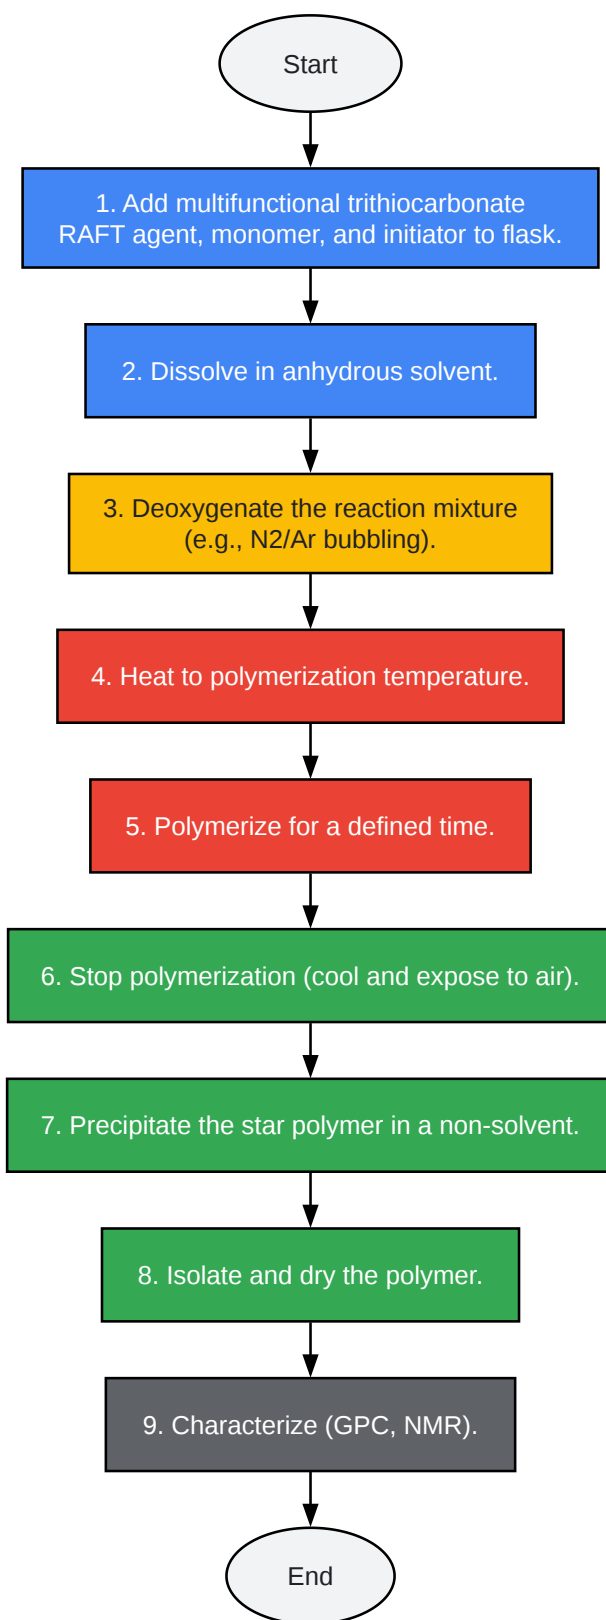 Start
1. Add multifunctional trithiocarbonate
RAFT agent, monomer, and initiator to flask.
2. Dissolve in anhydrous solvent.
3. Deoxygenate the reaction mixture
(e.g., N2/Ar bubbling).
4. Heat to polymerization temperature.
5. Polymerize for a defined time.
6. Stop polymerization (cool and expose to air).
7. Precipitate the star polymer in a non-solvent.
8. Isolate and dry the polymer.
9. Characterize (GPC, NMR).
End